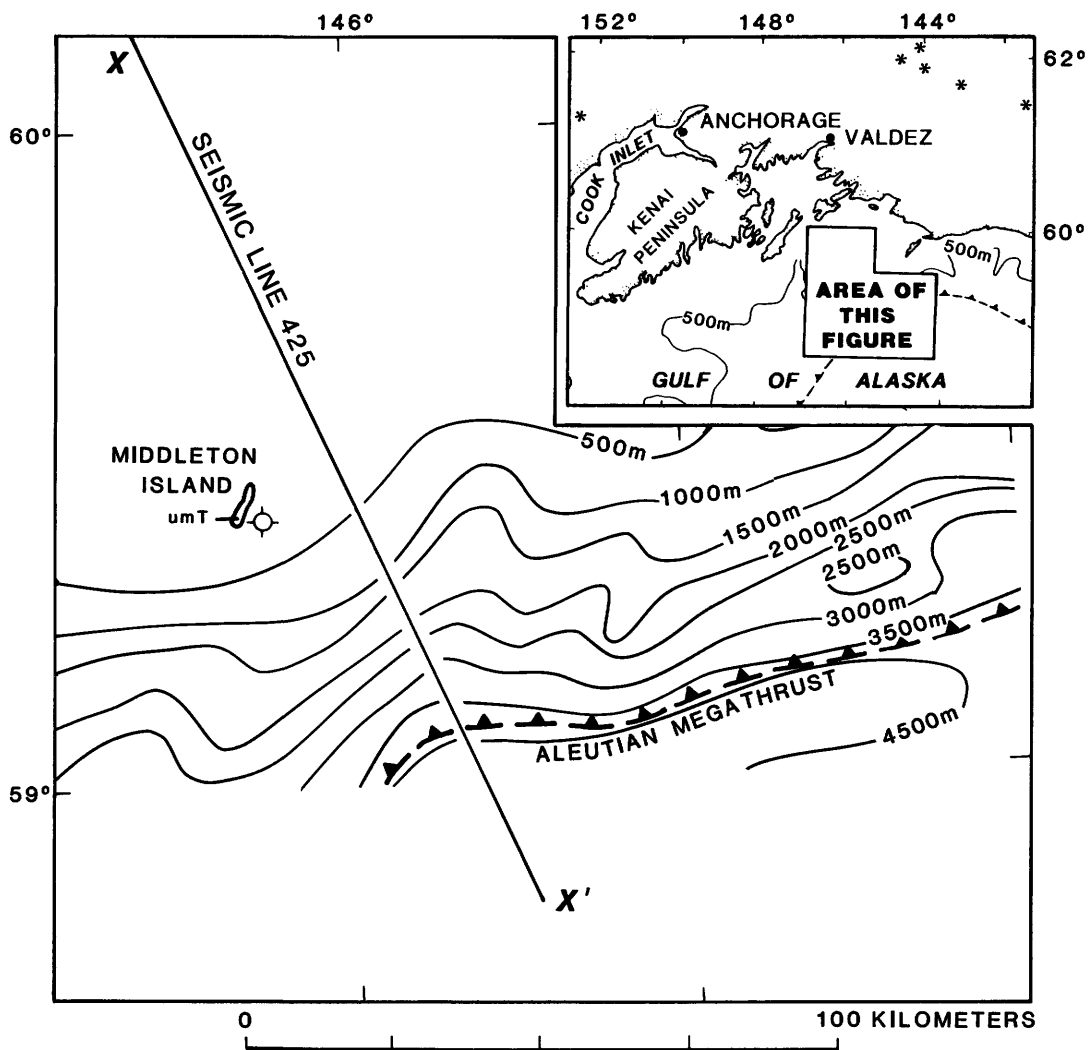 146°
152°
148°
144°
62°
X
60°
SEISMIC LINE 425
ANCHORAGE
VALDEZ
COOK INLET
KENAI
PENINSULA
60°
500m
500m
AREA OF
THIS
FIGURE
GULF OF ALASKA
MIDDLETON
ISLAND
umT
500m
1000m
1500m
2000m
2500m
2500m
3000m
3500m
ALEUTIAN MEGATHRUST
4500m
59°
X'
0
100 KILOMETERS